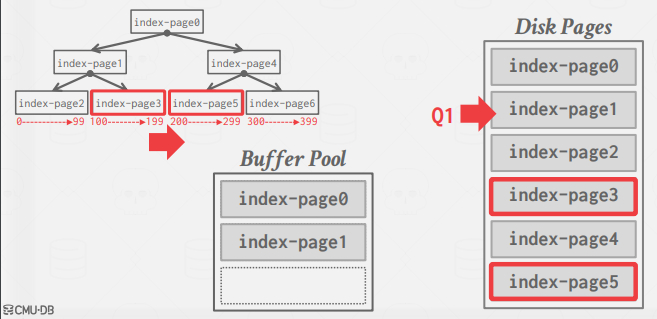 index-page0
index-page1
index-page4
index-page2
index-page3
index-page5
index-page6
0 99
100 199
200 299
300 399
Buffer Pool
index-page0
index-page1
Q1
Disk Pages
index-page0
index-page1
index-page2
index-page3
index-page4
index-page5
CMU·DB